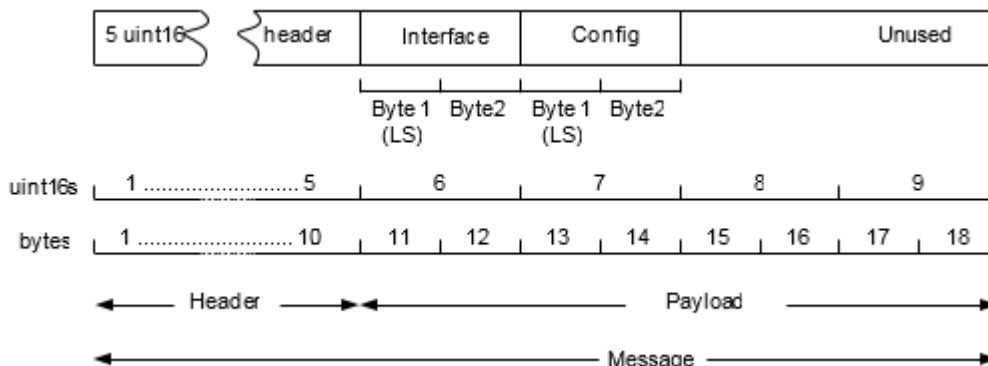 5 uint16 header Interface Config Unused
Byte 1 Byte2 Byte 1 Byte2
(LS) (LS)
uint16s 1 ........................ 5 6 7 8 9
bytes 1 ........................ 10 11 12 13 14 15 16 17 18
Header Payload
Message